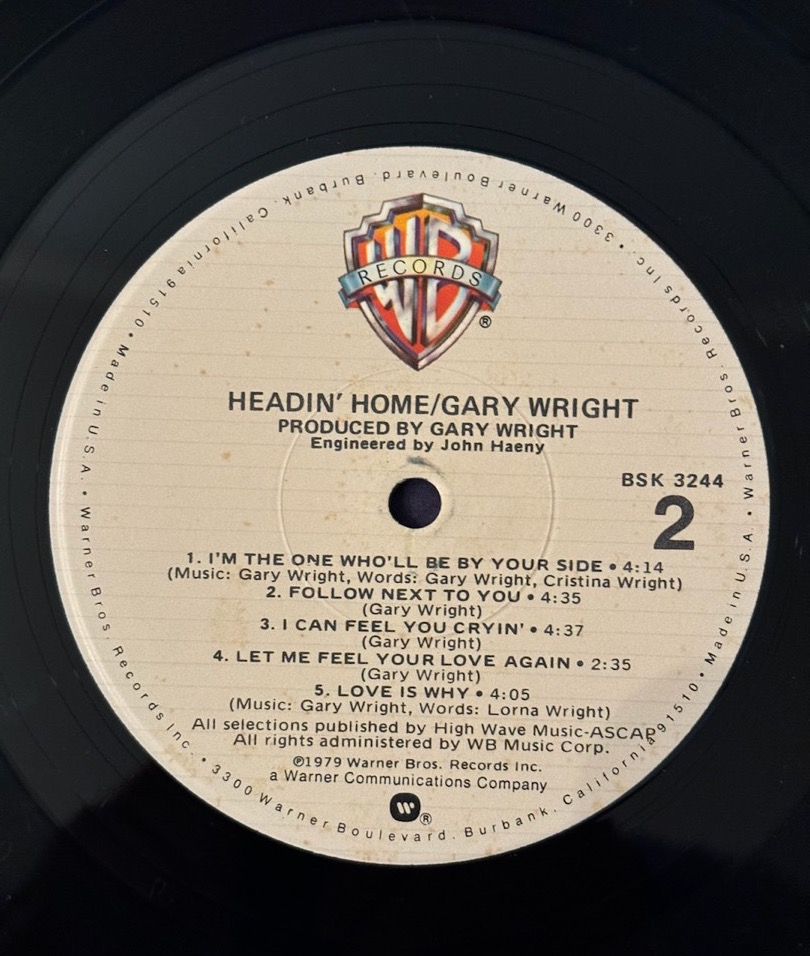 WB
RECORDS
®
HEADIN' HOME/GARY WRIGHT
PRODUCED BY GARY WRIGHT
Engineered by John Haeny
BSK 3244
2
1. I'M THE ONE WHO'LL BE BY YOUR SIDE • 4:14
(Music: Gary Wright, Words: Gary Wright, Cristina Wright)
2. FOLLOW NEXT TO YOU • 4:35
(Gary Wright)
3. I CAN FEEL YOU CRYIN' • 4:37
(Gary Wright)
4. LET ME FEEL YOUR LOVE AGAIN • 2:35
(Gary Wright)
5. LOVE IS WHY • 4:05
(Music: Gary Wright, Words: Lorna Wright)
All selections published by High Wave Music-ASCAP
All rights administered by WB Music Corp.
℗1979 Warner Bros. Records Inc.
a Warner Communications Company
W®
Warner Bros. Records Inc. • 3300 Warner Boulevard. Burbank. California 91510 • Made in U.S.A. • Warner Bros. Records Inc. • 3300 Warner Boulevard. Burbank. California 91510 • Made in U.S.A. •